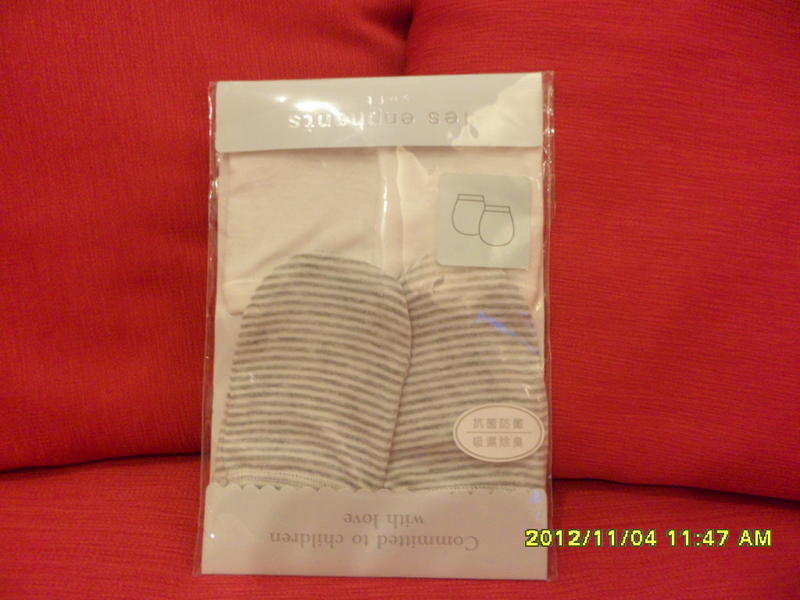 les enphants
抗菌防黴
吸濕除臭
Committed to children
with love
2012/11/04 11:47 AM